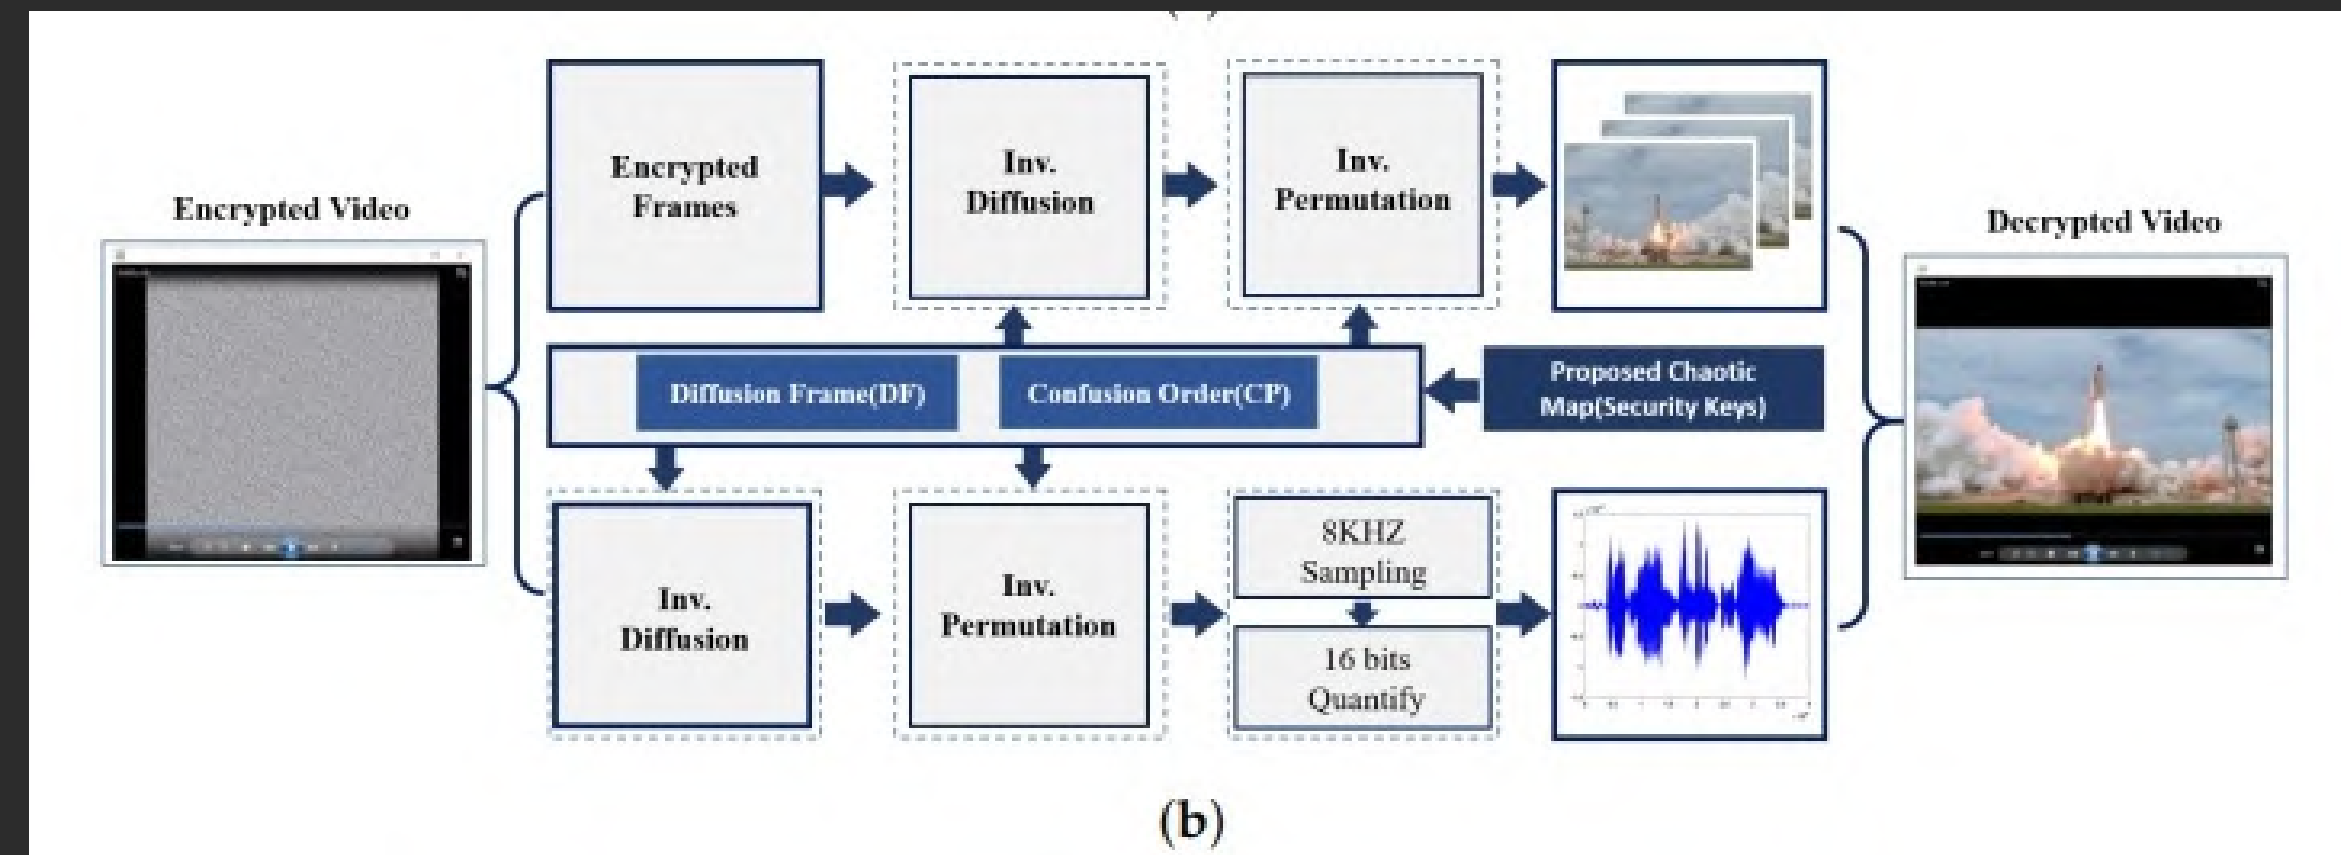 Encrypted Video
Encrypted
Frames
Inv.
Diffusion
Inv.
Permutation
Decrypted Video
Diffusion Frame(DF)
Confusion Order(CP)
Proposed Chaotic
Map(Security Keys)
Inv.
Diffusion
Inv.
Permutation
8KHZ
Sampling
16 bits
Quantify
(b)